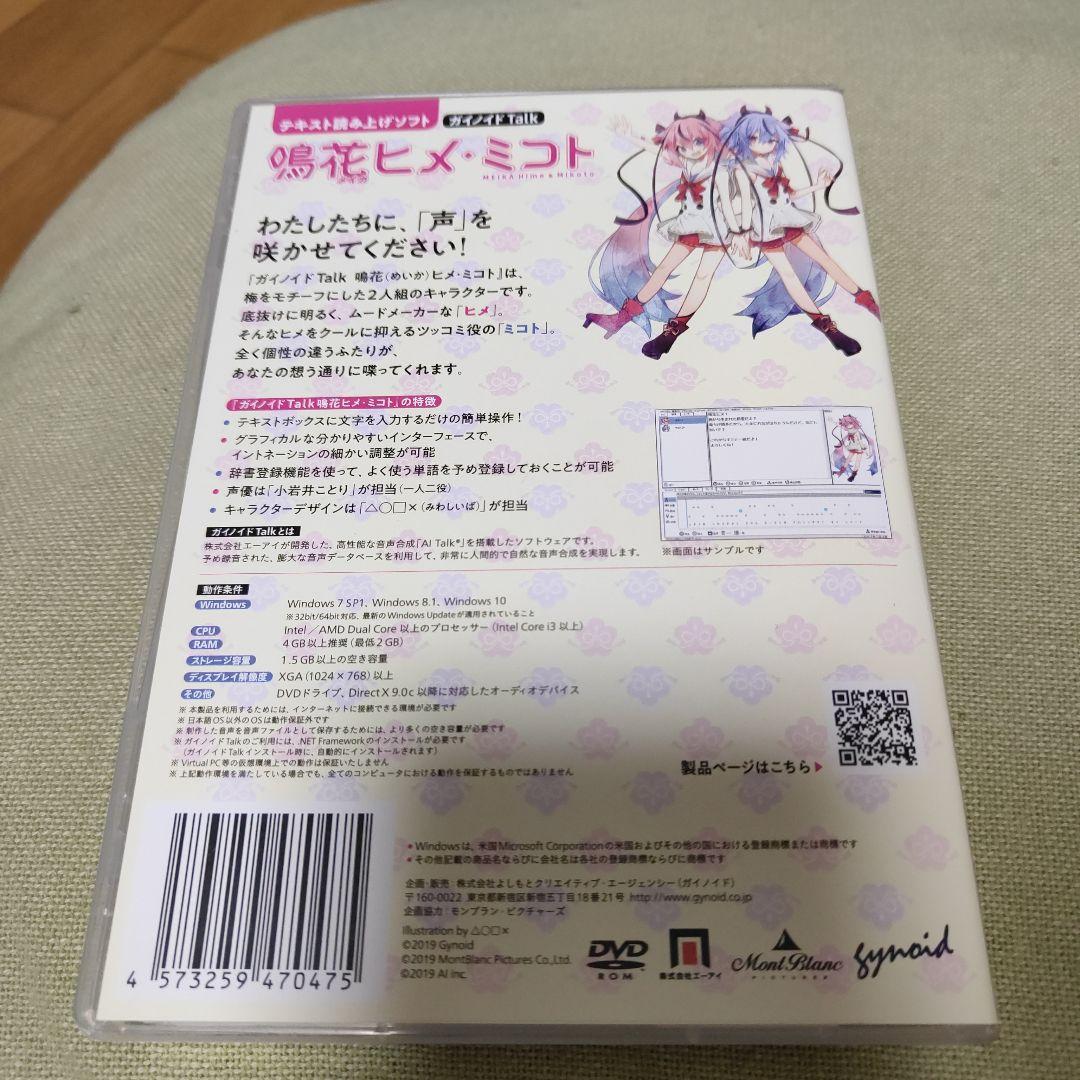 テキスト読み上げソフト ガイノイドTalk
鳴花ヒメ・ミコト
メイカ
MEIKA Hime & Mikoto
わたしたちに、「声」を
咲かせてください!
『ガイノイドTalk 鳴花(めいか)ヒメ・ミコト』は、
梅をモチーフにした2人組のキャラクターです。
底抜けに明るく、ムードメーカーな「ヒメ」。
そんなヒメをクールに抑えるツッコミ役の「ミコト」。
全く個性の違うふたりが、
あなたの想う通りに喋ってくれます。
『ガイノイドTalk鳴花ヒメ・ミコト』の特徴
● テキストボックスに文字を入力するだけの簡単操作!
● グラフィカルな分かりやすいインターフェースで、
イントネーションの細かい調整が可能
● 辞書登録機能を使って、よく使う単語を予め登録しておくことが可能
● 声優は「小岩井ことり」が担当(一人二役)
● キャラクターデザインは「△○□×(みわしいば)」が担当
※画面はサンプルです
ガイノイドTalkとは
株式会社エーアイが開発した、高性能な音声合成「AI Talk®」を搭載したソフトウェアです。
予め録音された、膨大な音声データベースを利用して、非常に人間的で自然な音声合成を実現します。
動作条件
Windows Windows 7 SP1、Windows 8.1、Windows 10
※32bit/64bit対応、最新のWindows Updateが適用されていること
CPU Intel/AMD Dual Core 以上のプロセッサー(Intel Core i3 以上)
RAM 4GB以上推奨(最低2GB)
ストレージ容量 1.5GB以上の空き容量
ディスプレイ解像度 XGA(1024×768)以上
その他 DVDドライブ、DirectX 9.0c 以降に対応したオーディオデバイス
※ 本製品を利用するためには、インターネットに接続できる環境が必要です
※ 日本語OS以外のOSは動作保証外です
※ 制作した音声を音声ファイルとして保存するためには、より多くの空き容量が必要です
※ ガイノイドTalkのご利用には、.NET Frameworkのインストールが必要です
(ガイノイドTalkインストール時に、自動的にインストールされます)
※ Virtual PC等の仮想環境上での動作は保証いたしません
※ 上記動作環境を満たしている場合でも、全てのコンピュータにおける動作を保証するものではありません
製品ページはこちら▶
● Windowsは、米国Microsoft Corporationの米国およびその他の国における登録商標または商標です
● その他記載の商品名ならびに会社名は各社の登録商標ならびに商標です
企画・販売:株式会社よしもとクリエイティブ・エージェンシー(ガイノイド)
〒160-0022 東京都新宿区新宿五丁目18番21号 http://www.gynoid.co.jp
企画協力:モンブラン・ピクチャーズ
Illustration by △○□×
©2019 Gynoid
©2019 MontBlanc Pictures Co.,Ltd.
©2019 AI Inc.
4 573259 470475
DVD
ROM
株式会社エーアイ
MontBlanc
PICTURES
gynoid